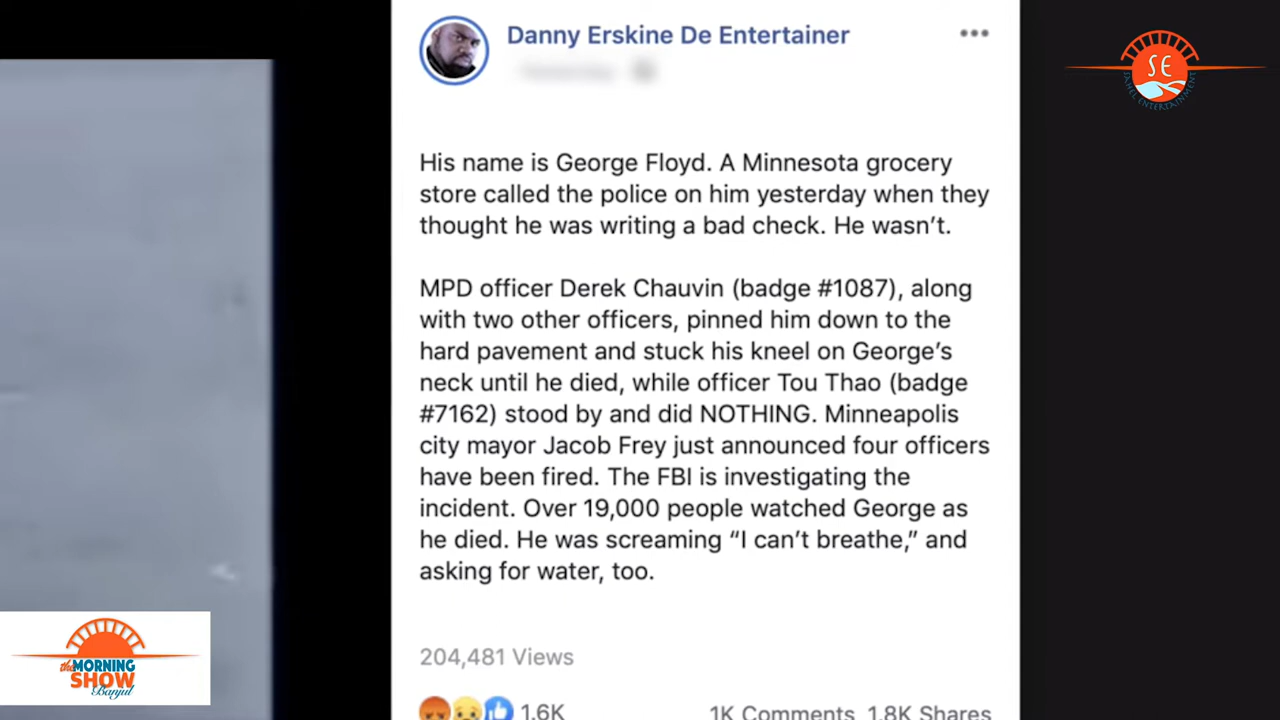 Danny Erskine De Entertainer
His name is George Floyd. A Minnesota grocery
store called the police on him yesterday when they
thought he was writing a bad check. He wasn't.
MPD officer Derek Chauvin (badge #1087), along
with two other officers, pinned him down to the
hard pavement and stuck his kneel on George's
neck until he died, while officer Tou Thao (badge
#7162) stood by and did NOTHING. Minneapolis
city mayor Jacob Frey just announced four officers
have been fired. The FBI is investigating the
incident. Over 19,000 people watched George as
he died. He was screaming “I can't breathe,” and
asking for water, too.
204,481 Views
1.6K 1K Comments 1.8K Shares
SE
SAHEL ENTERTAINMENT
the MORNING
SHOW
Banjul